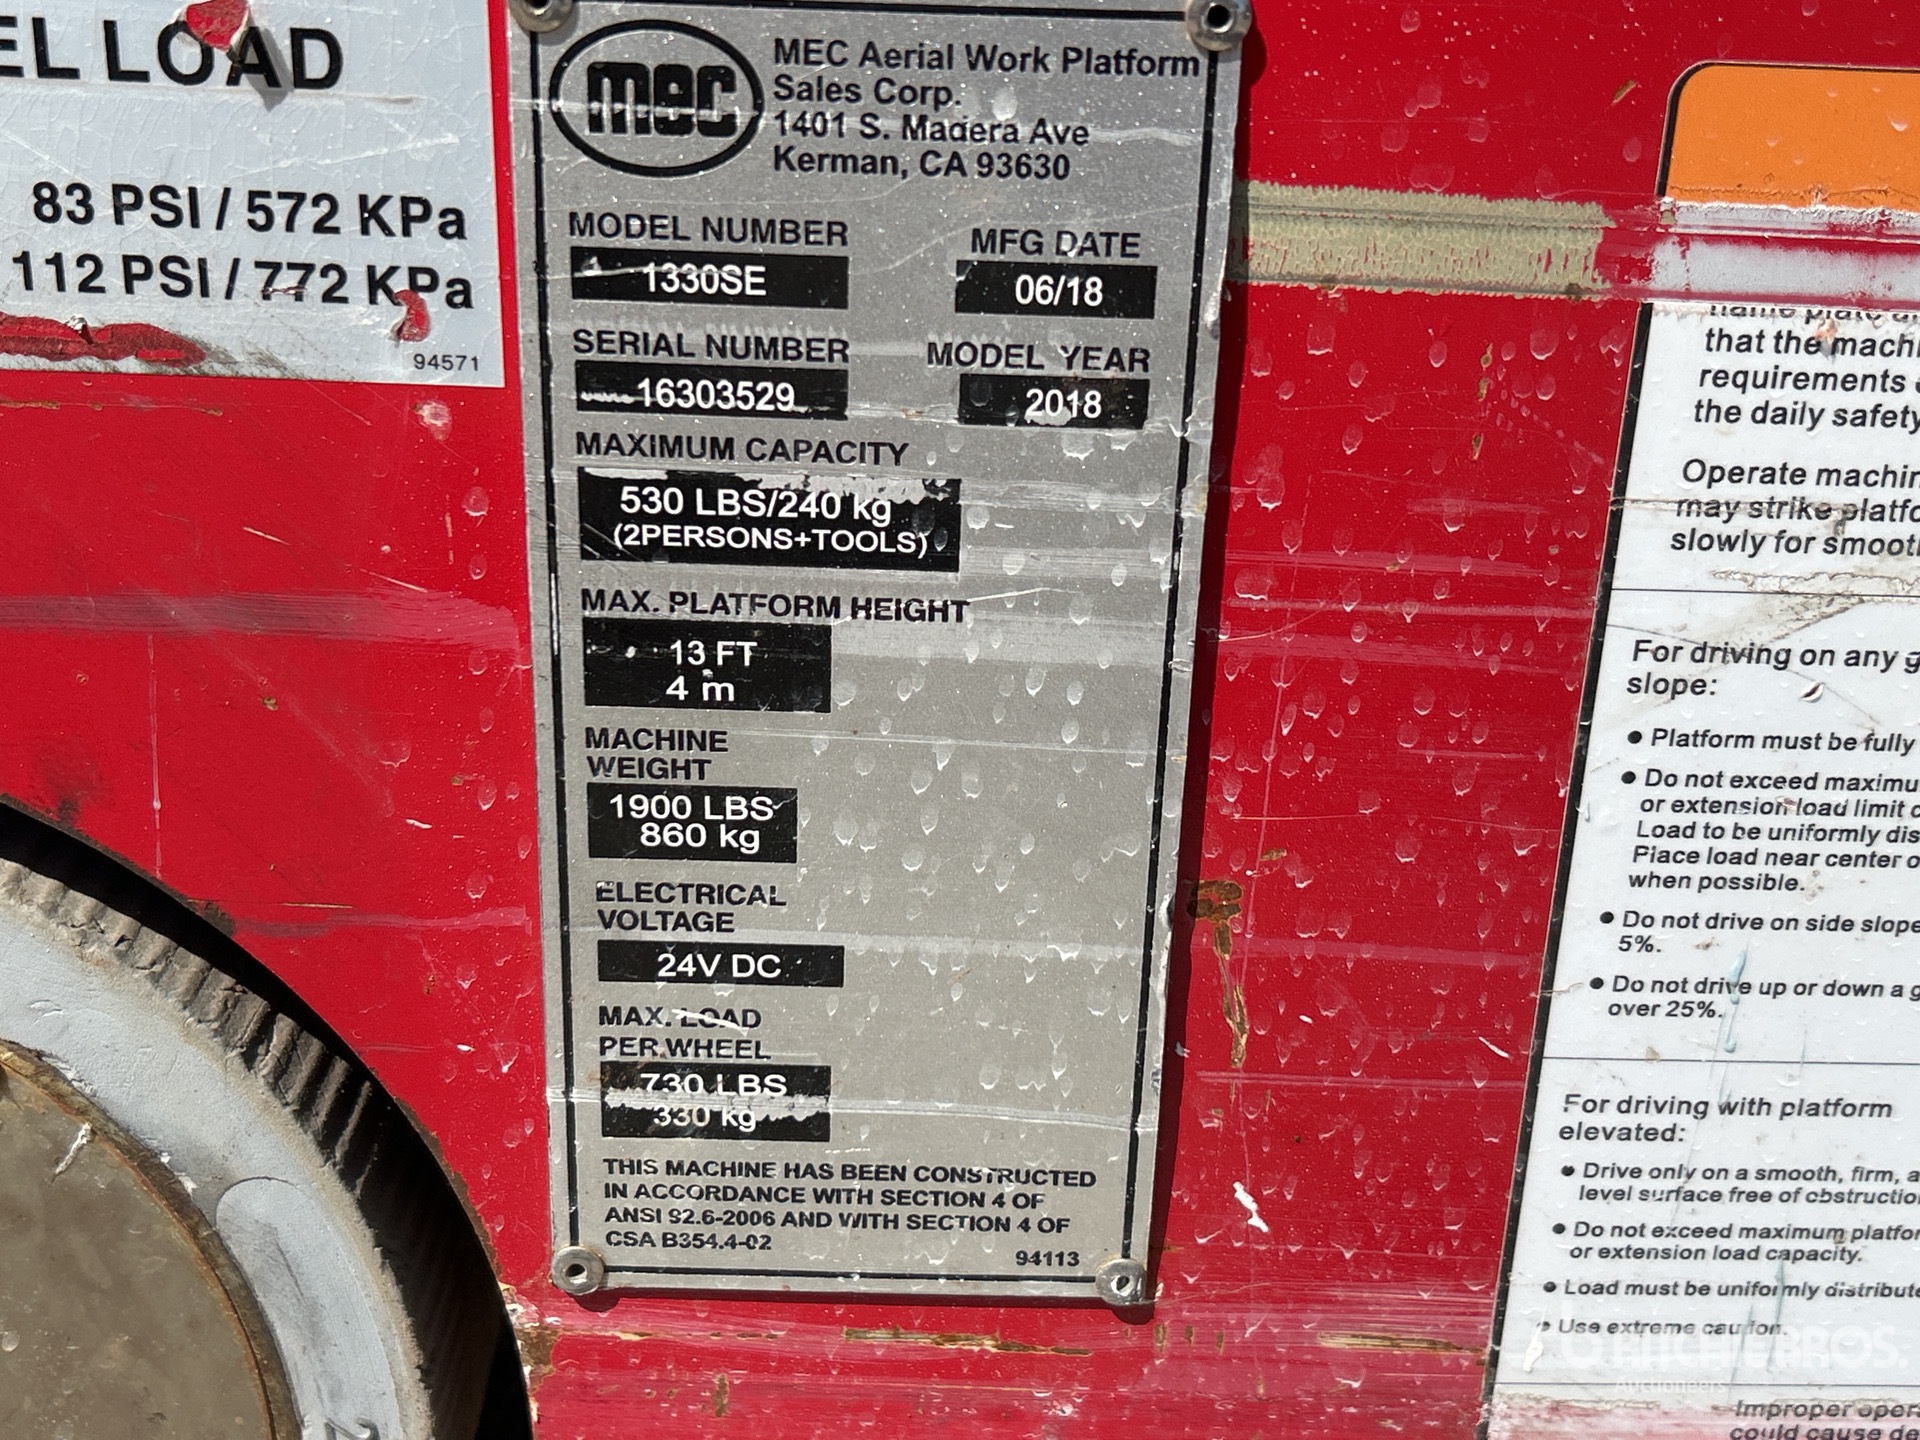 EL LOAD
83 PSI / 572 KPa
112 PSI / 772 KPa
94571
mec
MEC Aerial Work Platform
Sales Corp.
1401 S. Madera Ave
Kerman, CA 93630
MODEL NUMBER
1330SE
MFG DATE
06/18
SERIAL NUMBER
16303529
MODEL YEAR
2018
MAXIMUM CAPACITY
530 LBS/240 kg
(2PERSONS+TOOLS)
MAX. PLATFORM HEIGHT
13 FT
4 m
MACHINE
WEIGHT
1900 LBS
860 kg
ELECTRICAL
VOLTAGE
24V DC
MAX. LOAD
PER WHEEL
730 LBS
330 kg
THIS MACHINE HAS BEEN CONSTRUCTED
IN ACCORDANCE WITH SECTION 4 OF
ANSI 92.6-2006 AND WITH SECTION 4 OF
CSA B354.4-02
94113
name plate
that the machi
requirements
the daily safety
Operate machin
may strike platfo
slowly for smooth
For driving on any g
slope:
• Platform must be fully
• Do not exceed maximu
or extension load limit
Load to be uniformly dis
Place load near center
when possible.
• Do not drive on side slope
5%.
• Do not drive up or down a g
over 25%.
For driving with platform
elevated:
• Drive only on a smooth, firm,
level surface free of obstruction
• Do not exceed maximum platfor
or extension load capacity.
• Load must be uniformly distribute
• Use extreme caution.
Improper oper
could cause de
RITCHIE BROS.
Auctioneers